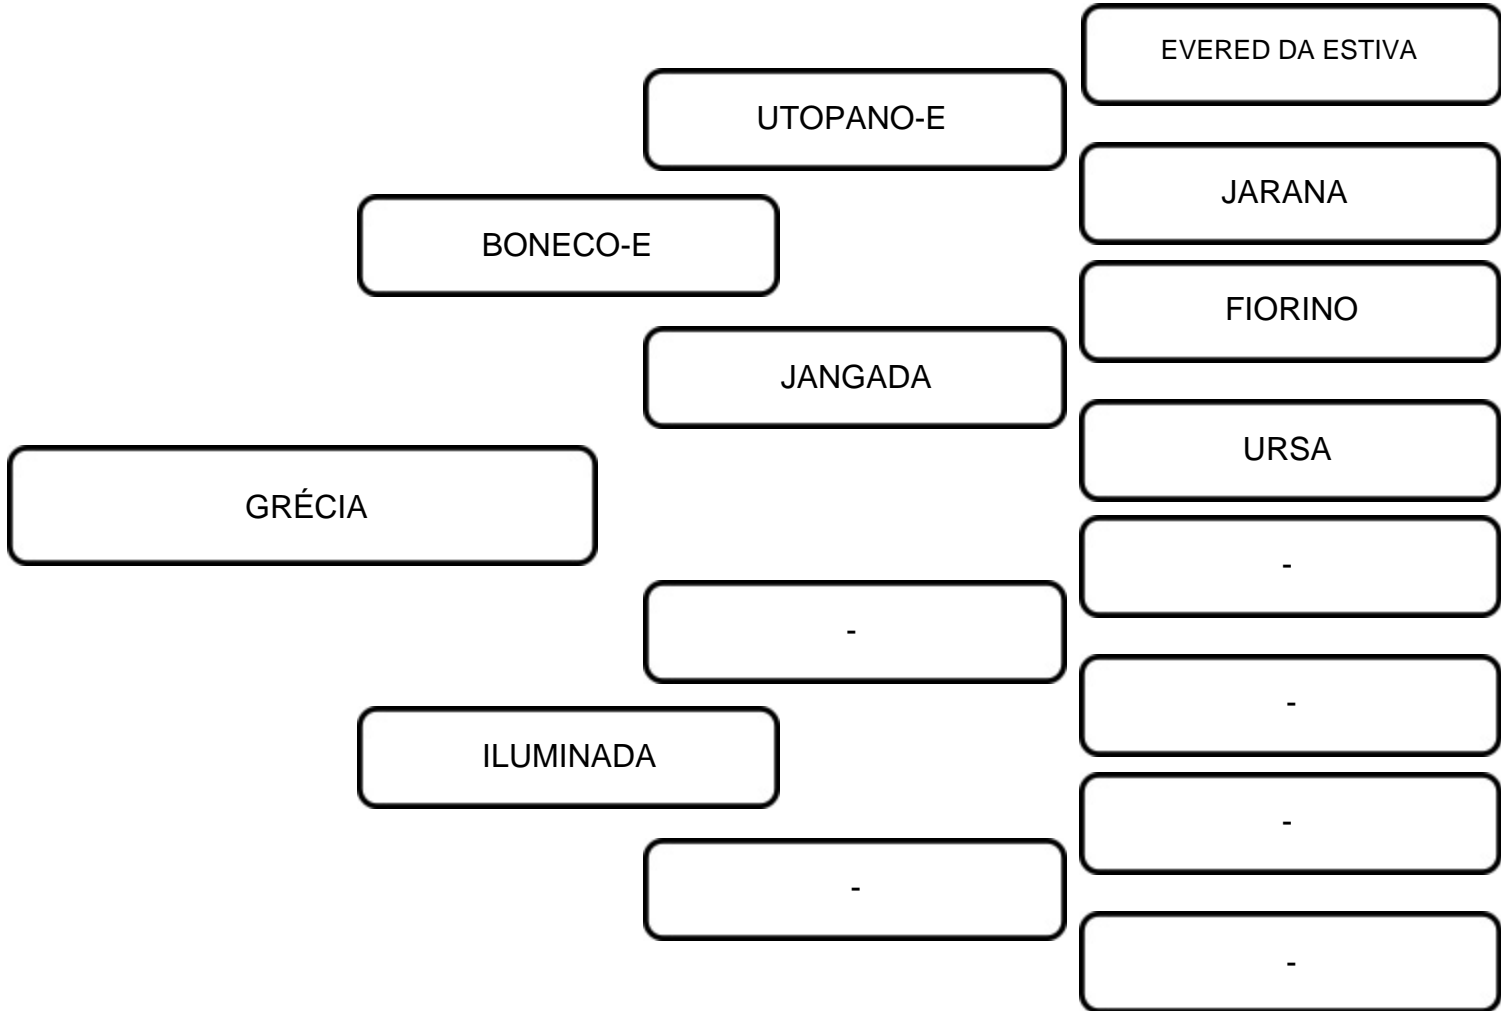 EVERED DA ESTIVA
UTOPANO-E
JARANA
BONECO-E
FIORINO
JANGADA
URSA
GRÉCIA
-
-
-
ILUMINADA
-
-
-